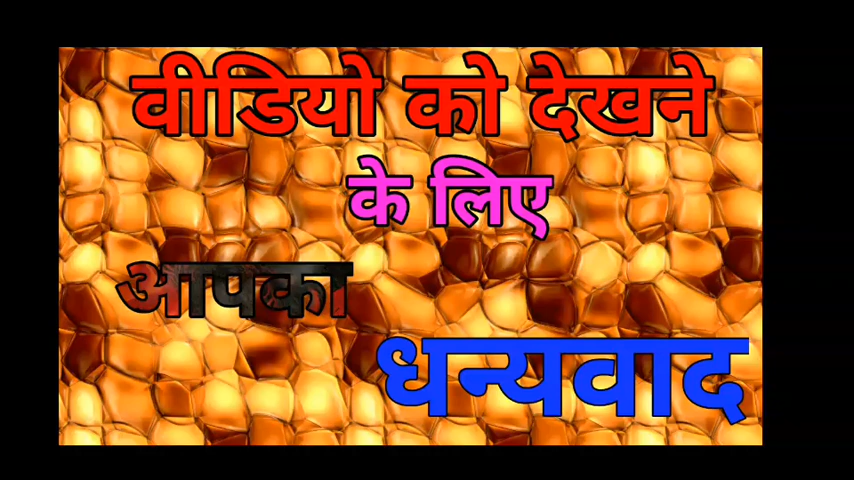 वीडियो को देखने
के लिए
आपका
धन्यवाद